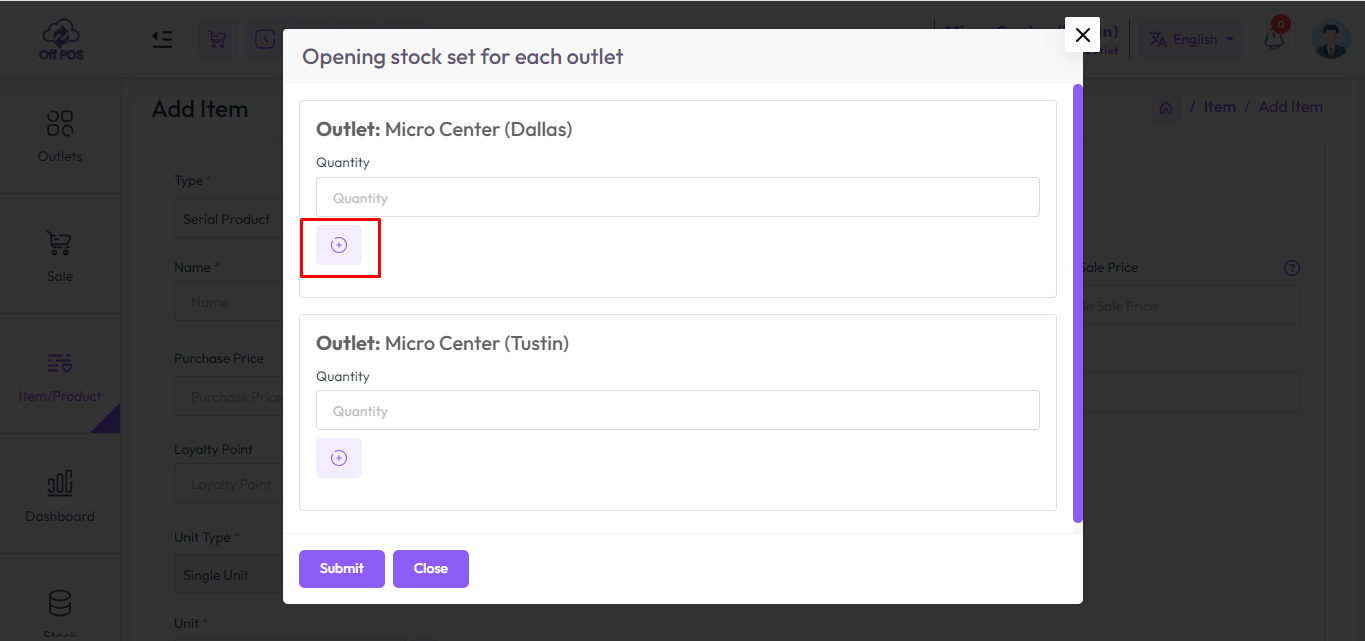 Off POS
English
0
Opening stock set for each outlet
Add Item
/ Item / Add Item
Outlets
Sale
Item/Product
Dashboard
Stock
Type *
Serial Product
Name *
Name
Purchase Price
Purchase Price
Loyalty Point
Loyalty Point
Unit Type *
Single Unit
Unit *
Outlet: Micro Center (Dallas)
Quantity
Quantity
Outlet: Micro Center (Tustin)
Quantity
Quantity
Submit
Close
Sale Price
Sale Price